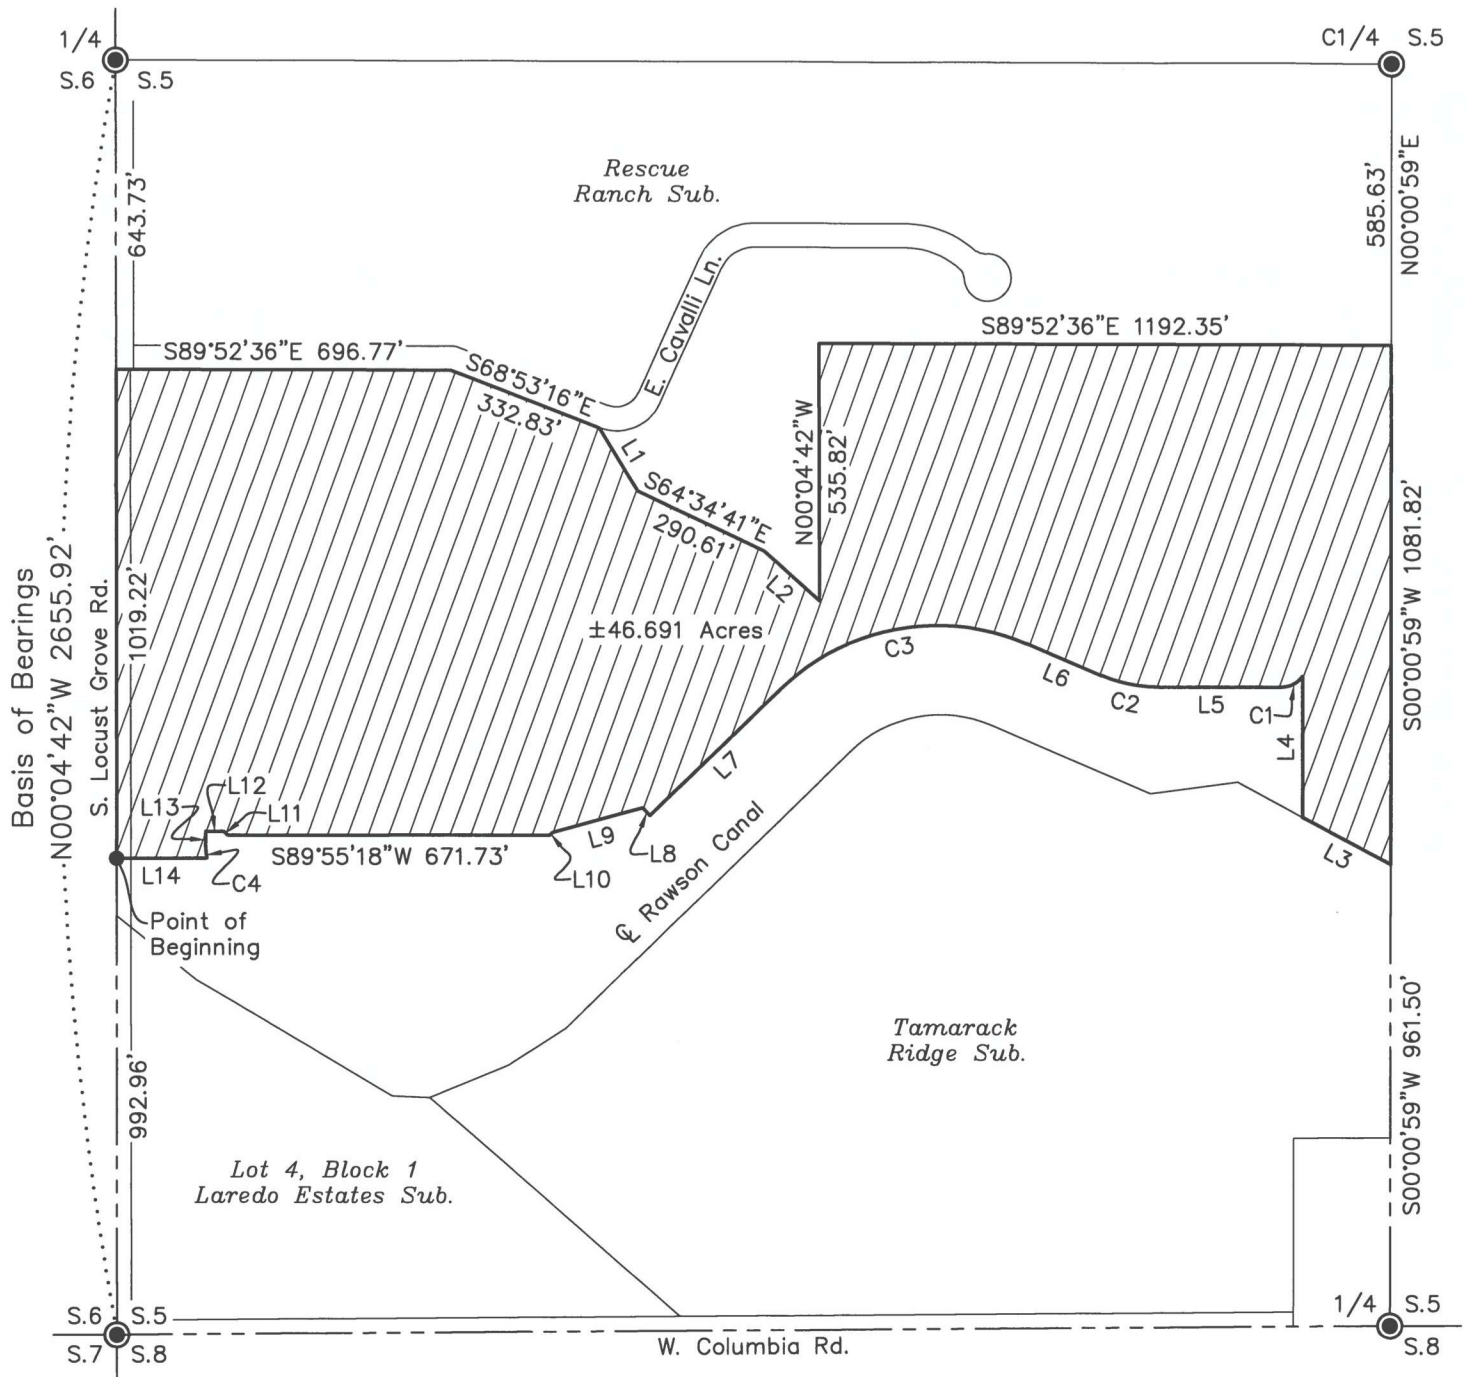 1/4
C1/4 S.5
S.6 S.5
Rescue
Ranch Sub.
643.73'
585.63'
N00°00'59"E
E. Cavalli Ln.
S89°52'36"E 1192.35'
S89°52'36"E 696.77'
S68°53'16"E
332.83'
L1
S64°34'41"E
290.61'
L2
N00°04'42"W
535.82'
S00°00'59"W 1081.82'
Basis of Bearings
N00°04'42"W 2655.92'
S. Locust Grove Rd.
1019.22'
±46.691 Acres
C3
L6
C2
L5
C1
L4
L7
L12
L13
L11
L9
S89°55'18"W 671.73'
L8
L3
L14
C4
L10
℄ Rawson Canal
Point of
Beginning
Tamarack
Ridge Sub.
992.96'
S00°00'59"W 961.50'
Lot 4, Block 1
Laredo Estates Sub.
S.6 S.5
1/4 S.5
S.7 S.8
W. Columbia Rd.
S.8